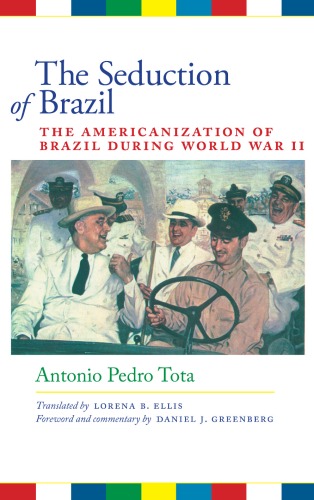 The Seduction
of Brazil
THE AMERICANIZATION OF
BRAZIL DURING WORLD WAR II
Antonio Pedro Tota
Translated by LORENA B. ELLIS
Foreword and commentary by DANIEL J. GREENBERG